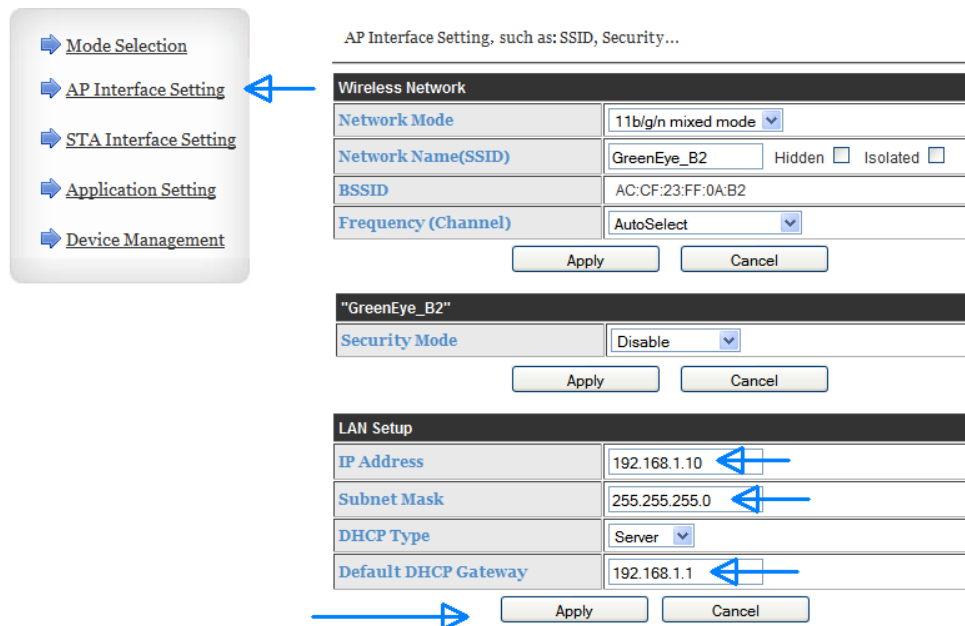 Mode Selection
AP Interface Setting
STA Interface Setting
Application Setting
Device Management
AP Interface Setting, such as: SSID, Security...
Wireless Network
Network Mode 11b/g/n mixed mode
Network Name(SSID) GreenEye_B2 Hidden Isolated
BSSID AC:CF:23:FF:0A:B2
Frequency (Channel) AutoSelect
Apply Cancel
"GreenEye_B2"
Security Mode Disable
Apply Cancel
LAN Setup
IP Address 192.168.1.10
Subnet Mask 255.255.255.0
DHCP Type Server
Default DHCP Gateway 192.168.1.1
Apply Cancel